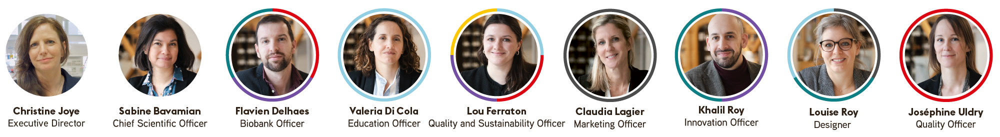 Christine Joye
Executive Director
Sabine Bavamian
Chief Scientific Officer
Flavien Delhaes
Biobank Officer
Valeria Di Cola
Education Officer
Lou Ferraton
Quality and Sustainability Officer
Claudia Lagier
Marketing Officer
Khalil Roy
Innovation Officer
Louise Roy
Designer
Joséphine Uldry
Quality Officer